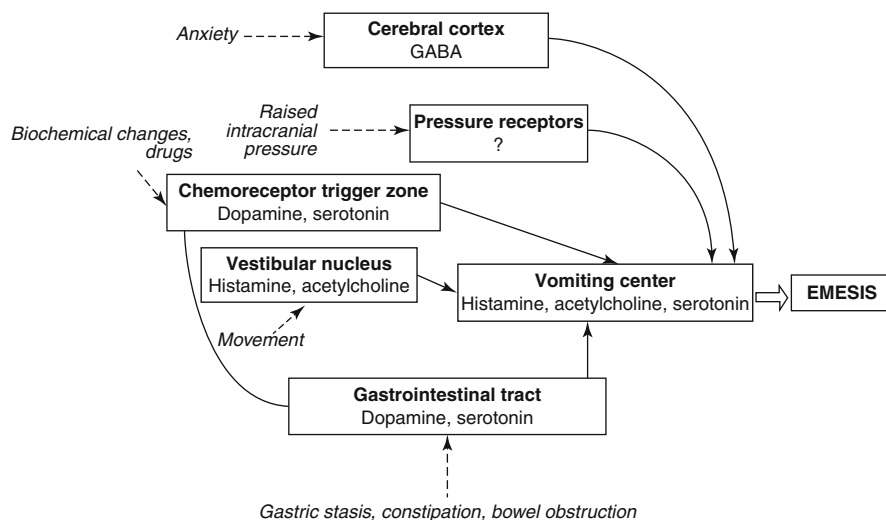 Anxiety
Cerebral cortex
GABA
Raised
intracranial
pressure
Pressure receptors
?
Biochemical changes,
drugs
Chemoreceptor trigger zone
Dopamine, serotonin
Vestibular nucleus
Histamine, acetylcholine
Movement
Vomiting center
Histamine, acetylcholine, serotonin
EMESIS
Gastrointestinal tract
Dopamine, serotonin
Gastric stasis, constipation, bowel obstruction